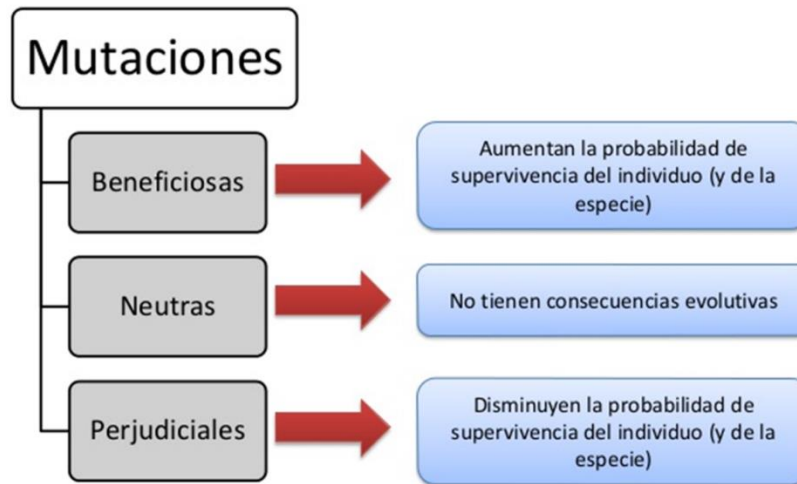 Mutaciones
Beneficiosas
Aumentan la probabilidad de
supervivencia del individuo (y de la
especie)
Neutras
No tienen consecuencias evolutivas
Perjudiciales
Disminuyen la probabilidad de
supervivencia del individuo (y de la
especie)